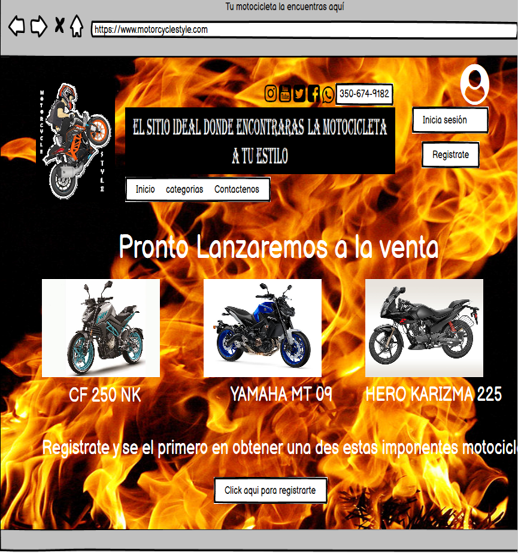 Tu motocicleta la encuentras aquí
https://www.motorcyclestyle.com
350-674-9182
MOTORCYCLE
STYLE
EL SITIO IDEAL DONDE ENCONTRARAS LA MOTOCICLETA
A TU ESTILO
Inicia sesión
Registrate
Inicio categorias Contactenos
Pronto Lanzaremos a la venta
CF 250 NK YAMAHA MT 09 HERO KARIZMA 225
Registrate y se el primero en obtener una des estas imponentes motocicl
Click aqui para registrarte